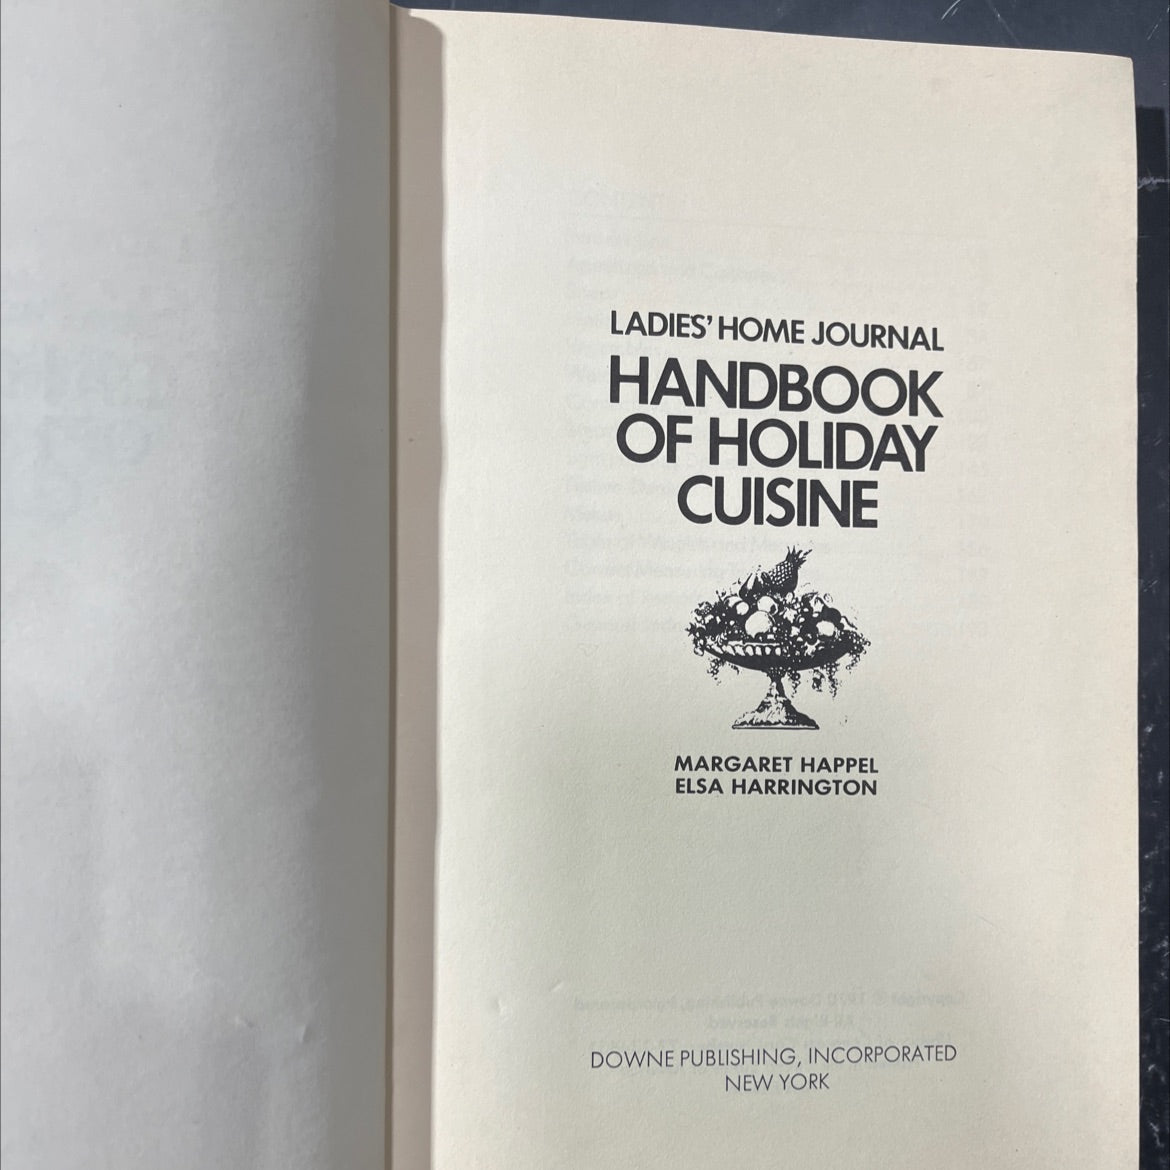 LADIES' HOME JOURNAL
HANDBOOK
OF HOLIDAY
CUISINE
MARGARET HAPPEL
ELSA HARRINGTON
DOWNE PUBLISHING, INCORPORATED
NEW YORK